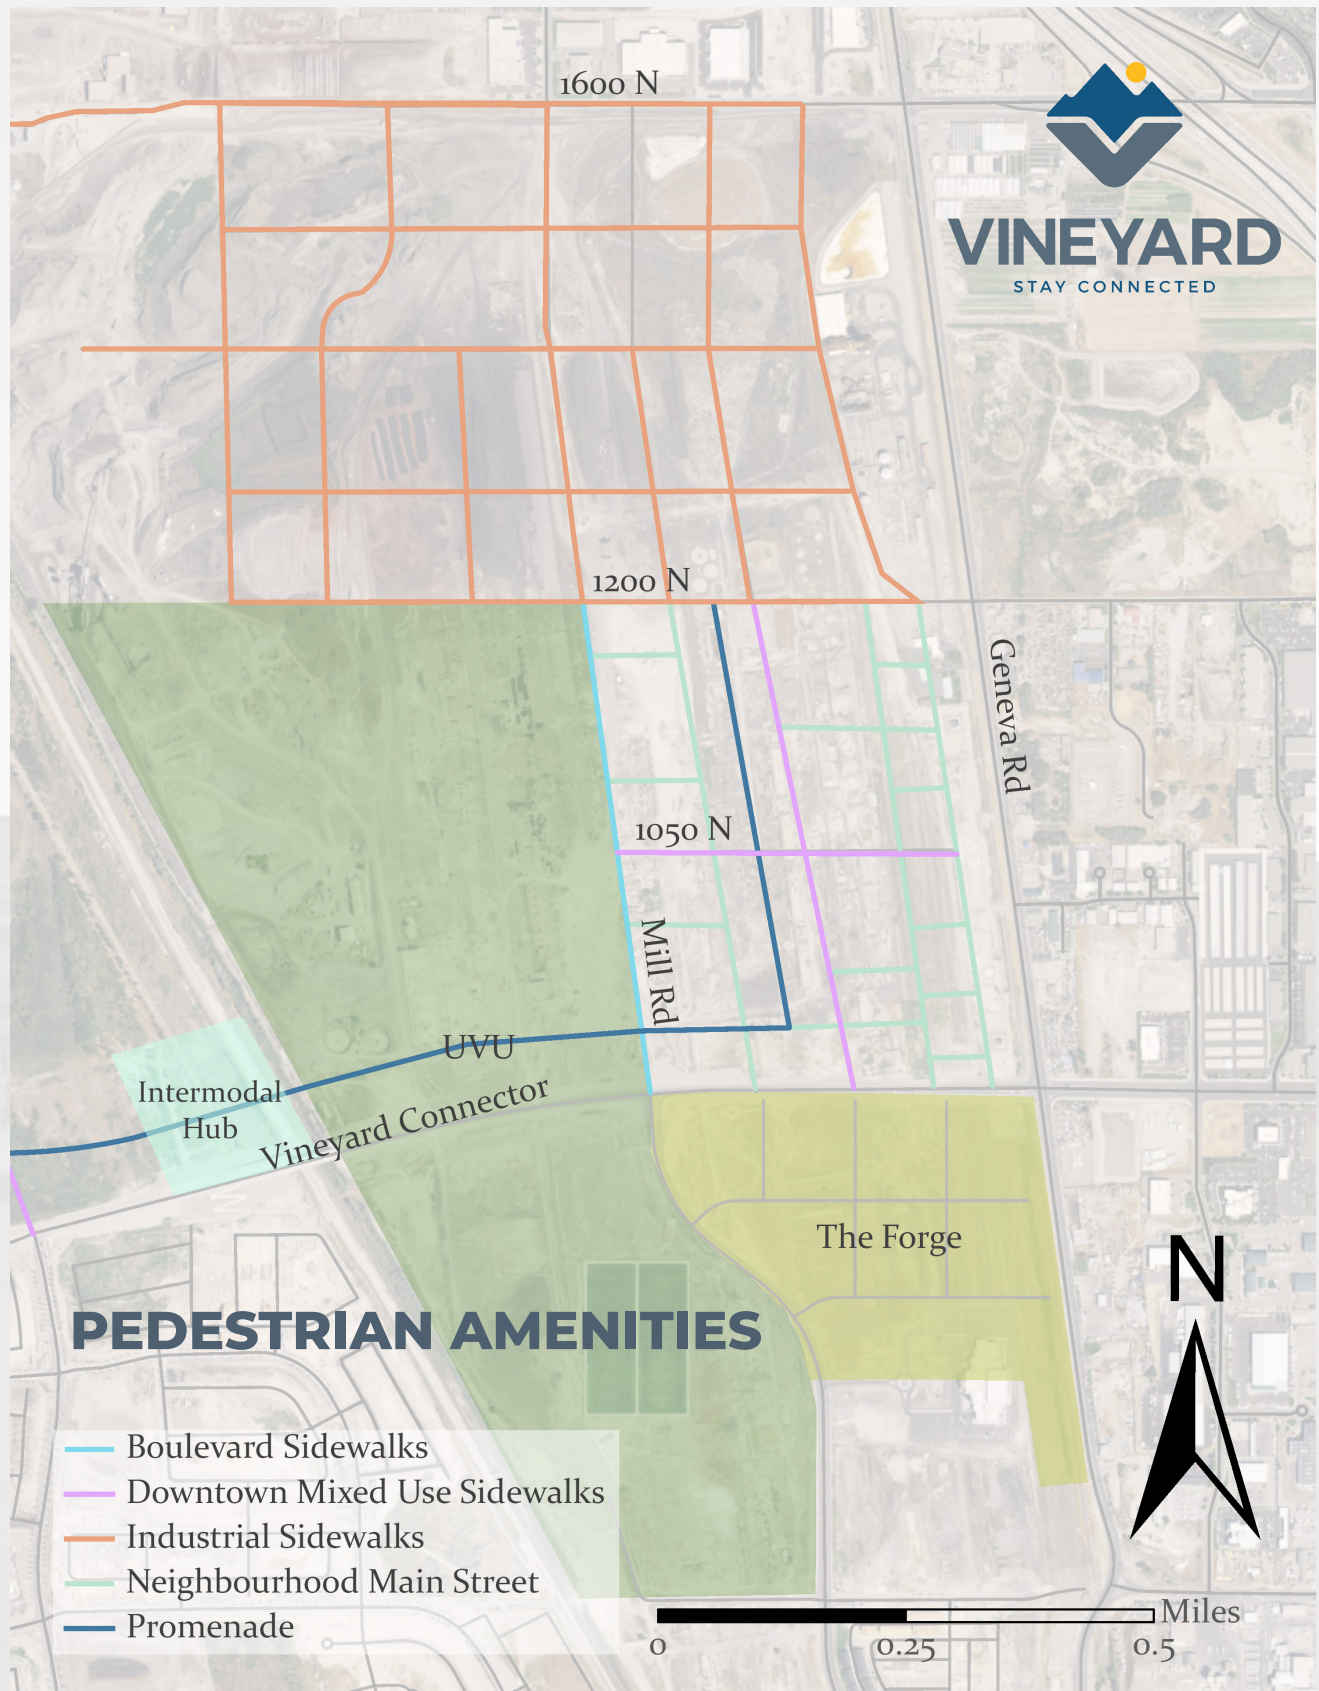 1600 N
VINEYARD
STAY CONNECTED
1200 N
Geneva Rd
1050 N
Mill Rd
UVU
Intermodal
Hub
Vineyard Connector
The Forge
N
PEDESTRIAN AMENITIES
Boulevard Sidewalks
Downtown Mixed Use Sidewalks
Industrial Sidewalks
Neighbourhood Main Street
Promenade
Miles
0 0.25 0.5